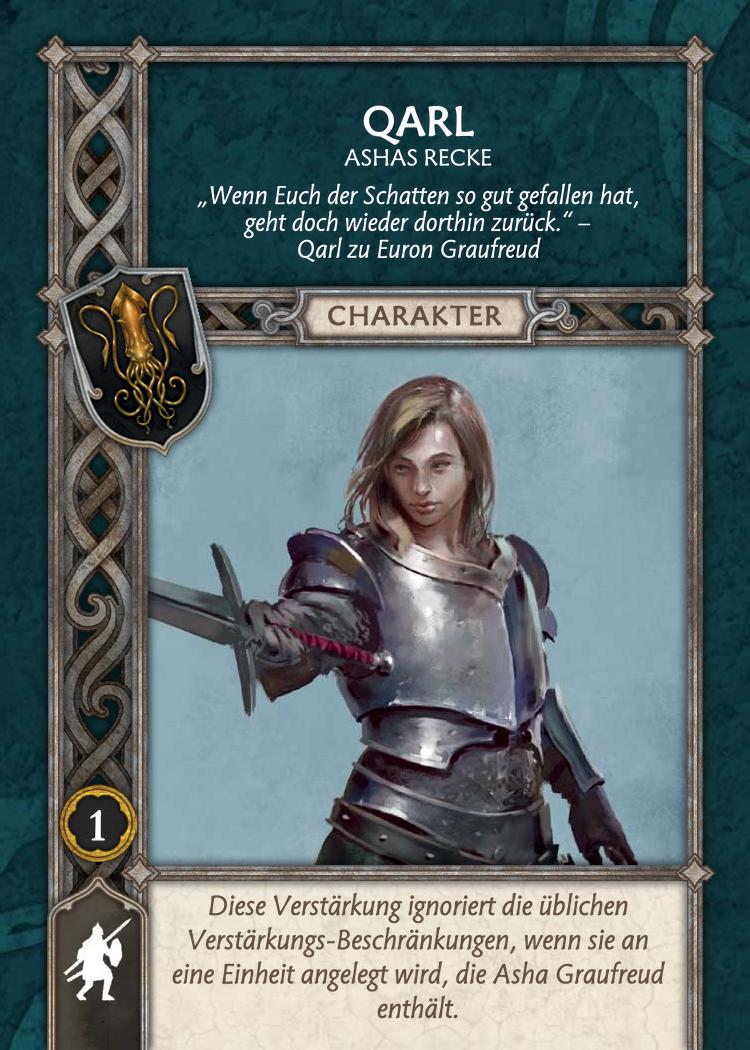 QARL
ASHAS RECKE
„Wenn Euch der Schatten so gut gefallen hat,
geht doch wieder dorthin zurück.“ –
Qarl zu Euron Graufreud
CHARAKTER
1
Diese Verstärkung ignoriert die üblichen
Verstärkungs-Beschränkungen, wenn sie an
eine Einheit angelegt wird, die Asha Graufreud
enthält.